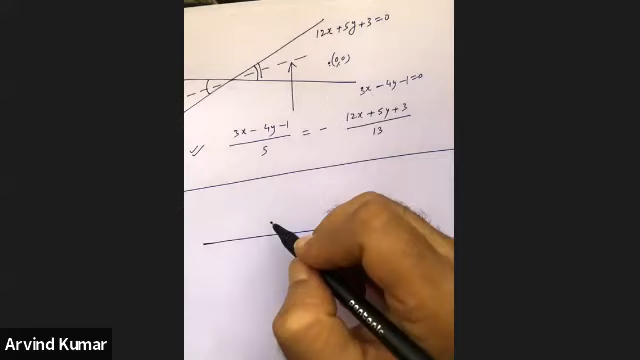 12x + 5y + 3 = 0
.(0,0)
3x - 4y - 1 = 0
3x - 4y - 1 / 5 = - 12x + 5y + 3 / 13
Arvind Kumar